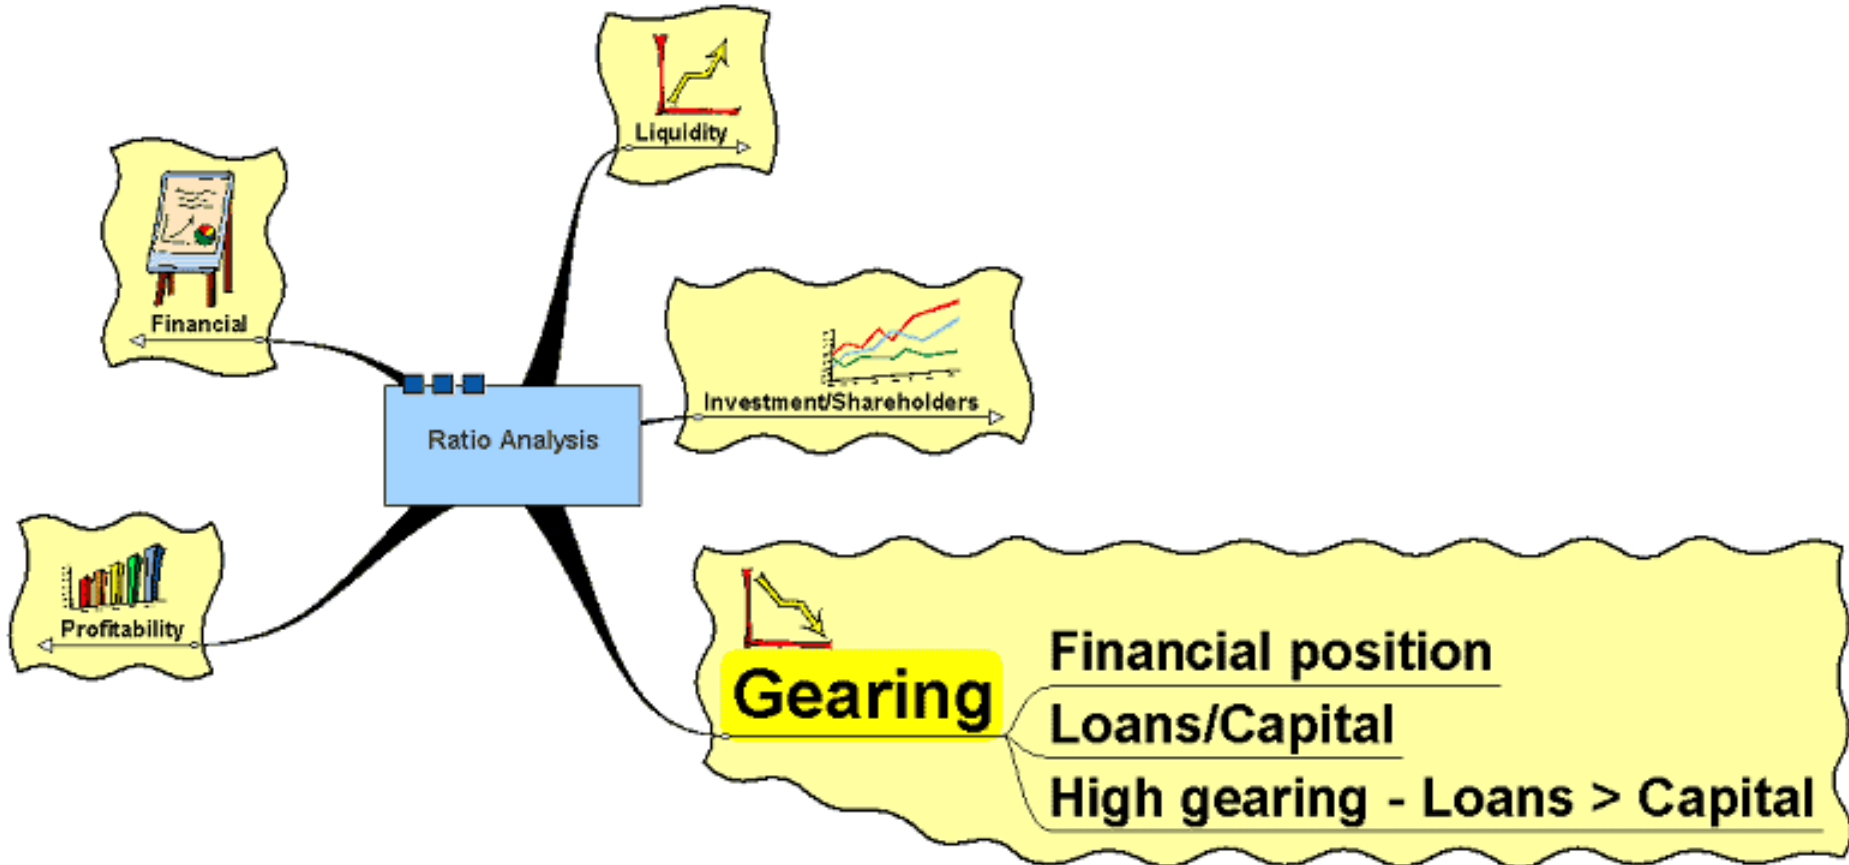 Liquidity
Financial
Investment/Shareholders
Ratio Analysis
Profitability
Gearing
Financial position
Loans/Capital
High gearing - Loans > Capital